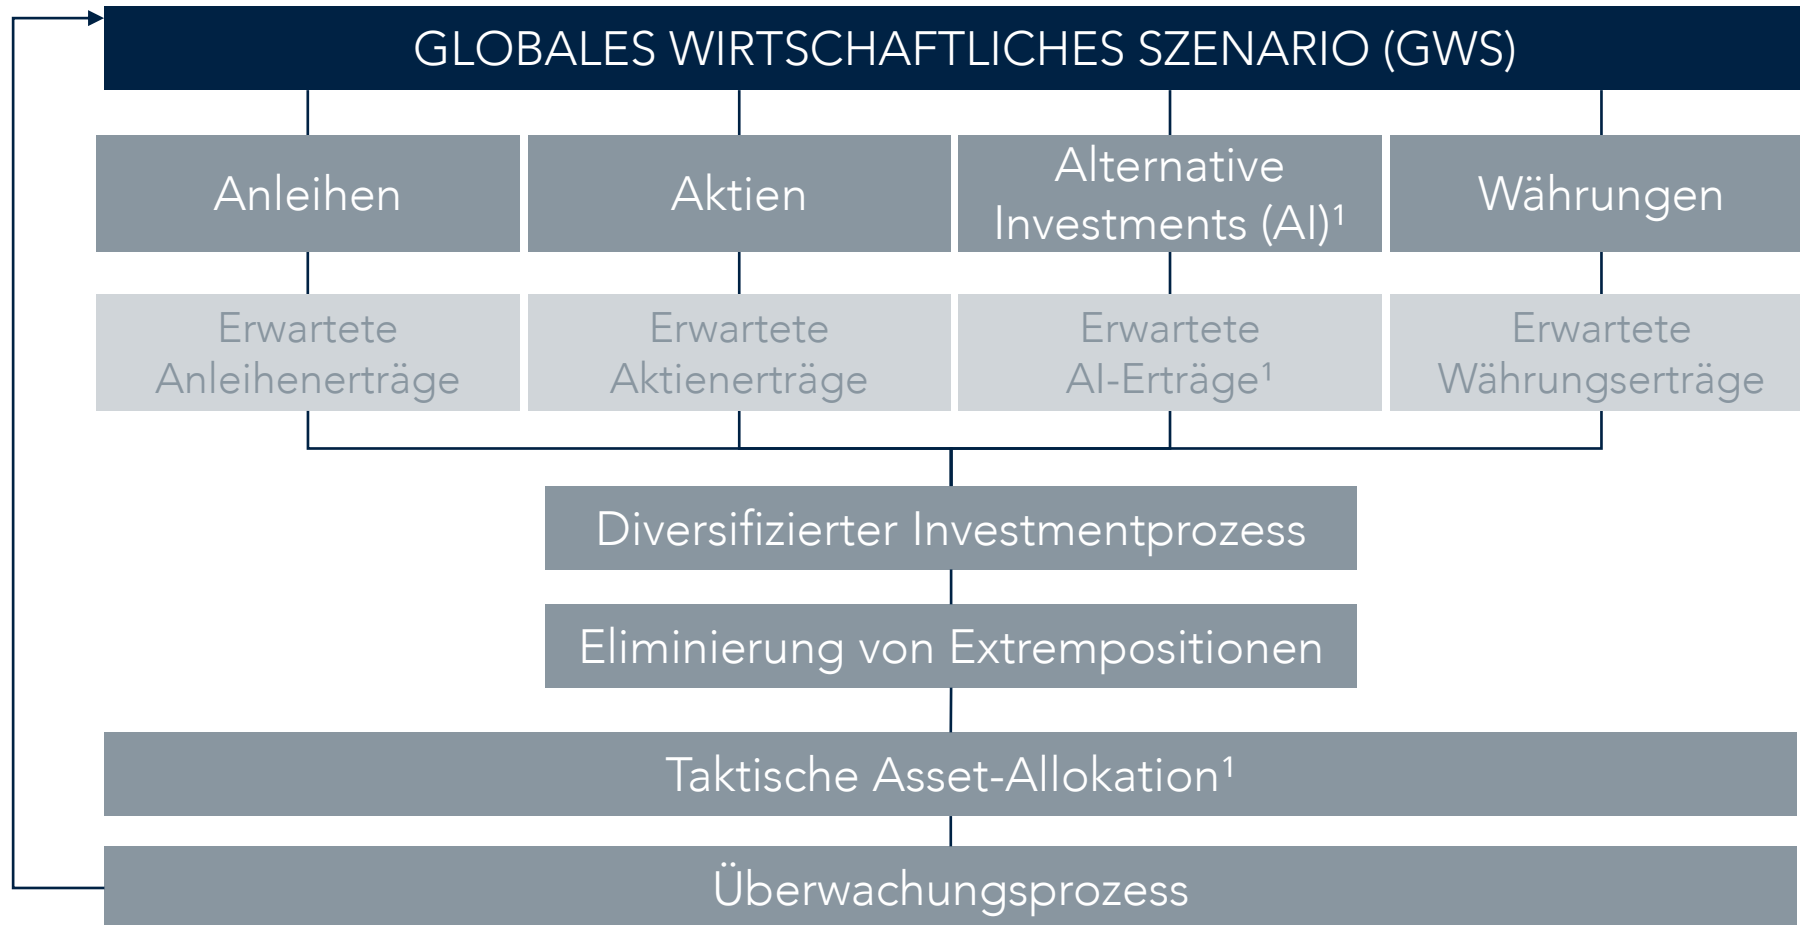 GLOBALES WIRTSCHAFTLICHES SZENARIO (GWS)
Anleihen
Aktien
Alternative
Investments (AI)¹
Währungen
Erwartete
Anleihenerträge
Erwartete
Aktienerträge
Erwartete
AI-Erträge¹
Erwartete
Währungserträge
Diversifizierter Investmentprozess
Eliminierung von Extrempositionen
Taktische Asset-Allokation¹
Überwachungsprozess